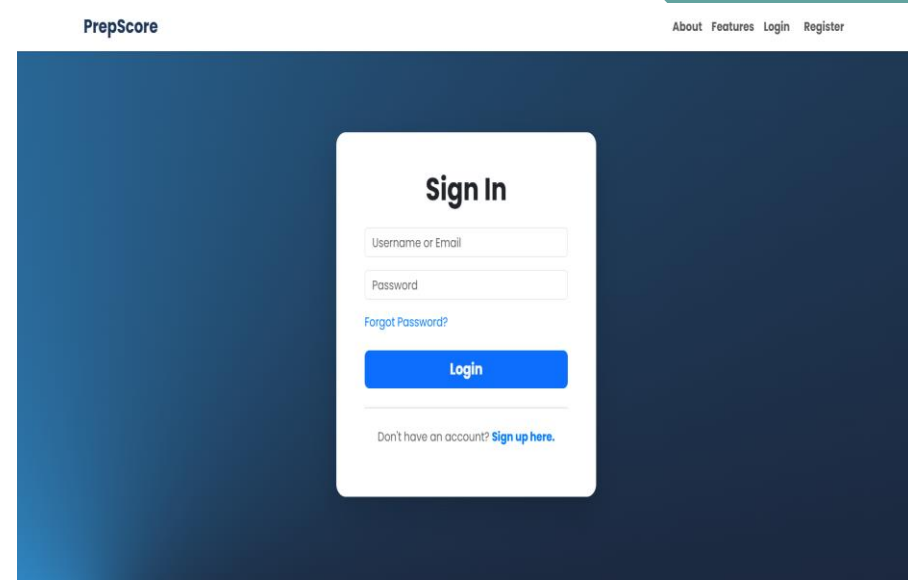 PrepScore
About Features Login Register
Sign In
Username or Email
Password
Forgot Password?
Login
Don't have an account? Sign up here.